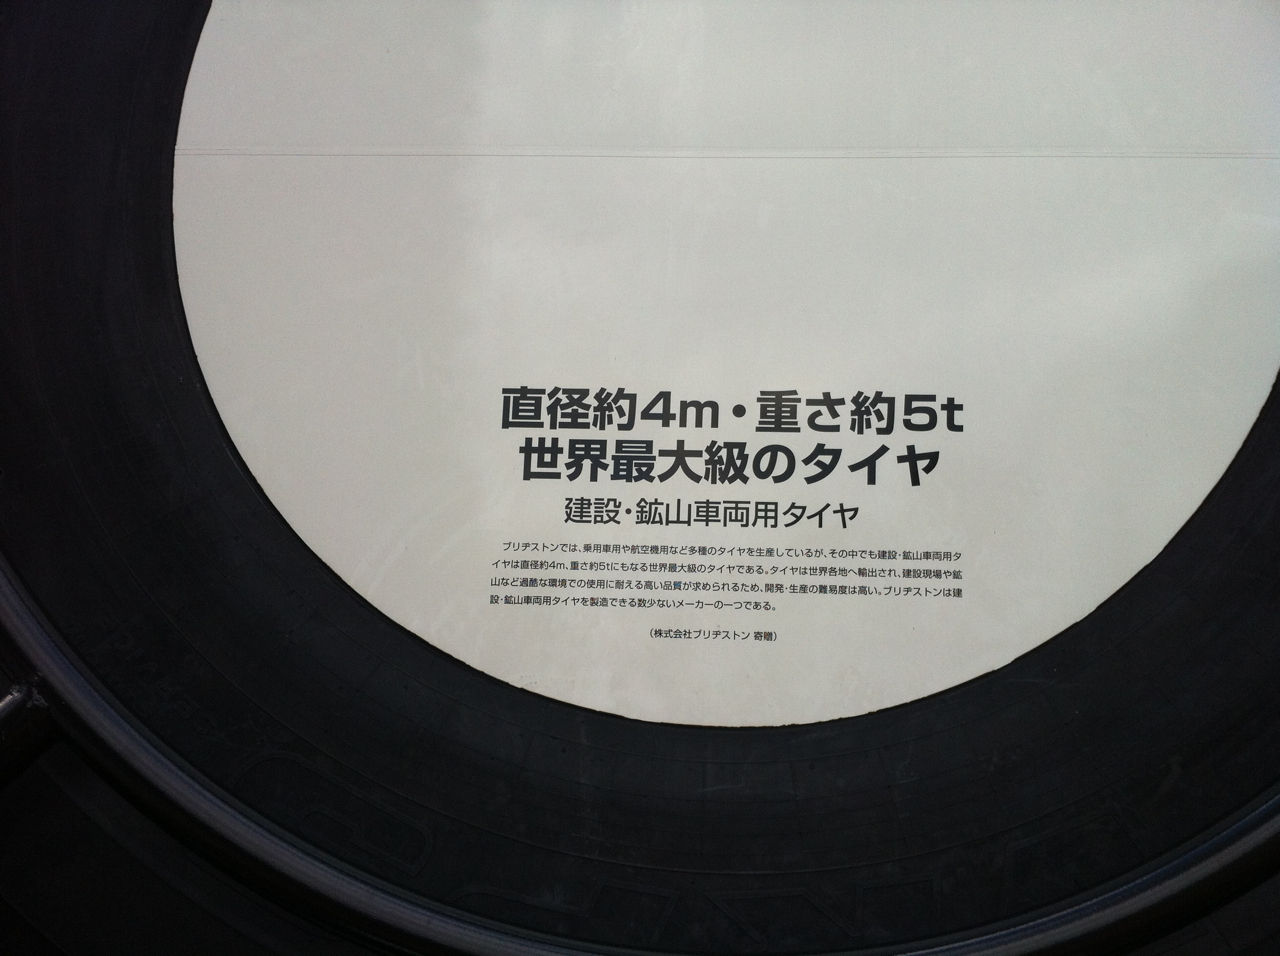 直径約4m・重さ約5t
世界最大級のタイヤ
建設・鉱山車両用タイヤ
ブリヂストンでは、乗用車用や航空機用など多種のタイヤを生産しているが、その中でも建設・鉱山車両用タ
イヤは直径約4m、重さ約5tにもなる世界最大級のタイヤである。タイヤは世界各地へ輸出され、建設現場や鉱
山など過酷な環境での使用に耐える高い品質が求められるため、開発・生産の難易度は高い。ブリヂストンは建
設・鉱山車両用タイヤを製造できる数少ないメーカーの一つである。
（株式会社ブリヂストン 寄贈）